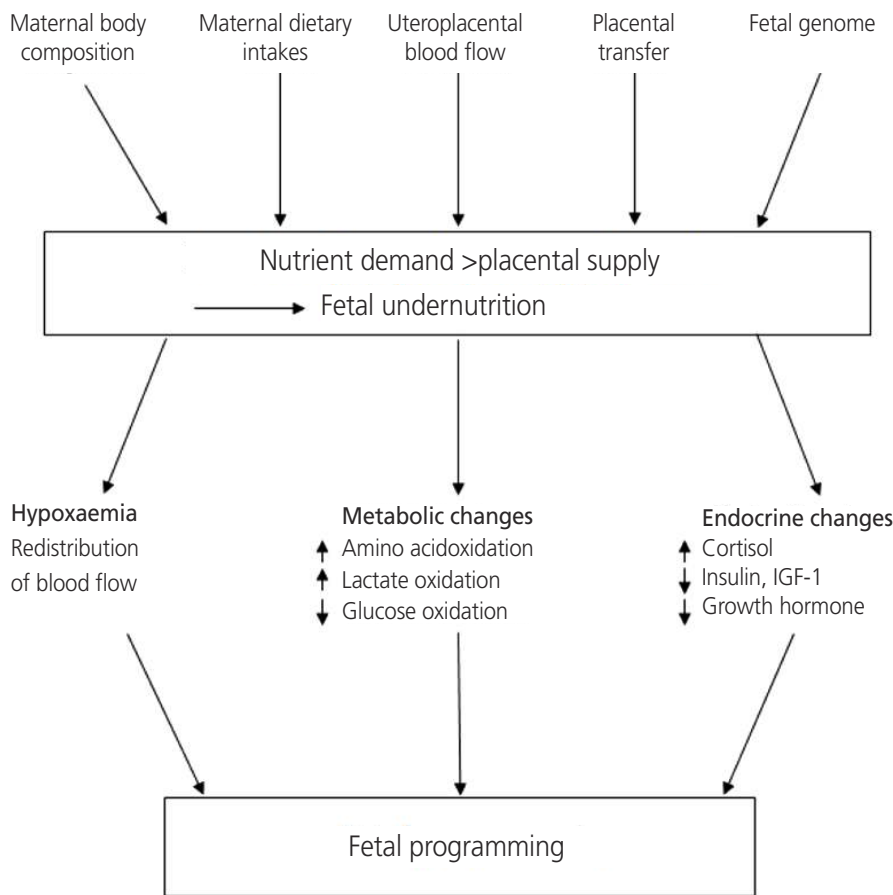 Maternal body
composition
Maternal dietary
intakes
Uteroplacental
blood flow
Placental
transfer
Fetal genome
Nutrient demand >placental supply
Fetal undernutrition
Hypoxaemia
Redistribution
of blood flow
Metabolic changes
Amino acidoxidation
Lactate oxidation
Glucose oxidation
Endocrine changes
Cortisol
Insulin, IGF-1
Growth hormone
Fetal programming